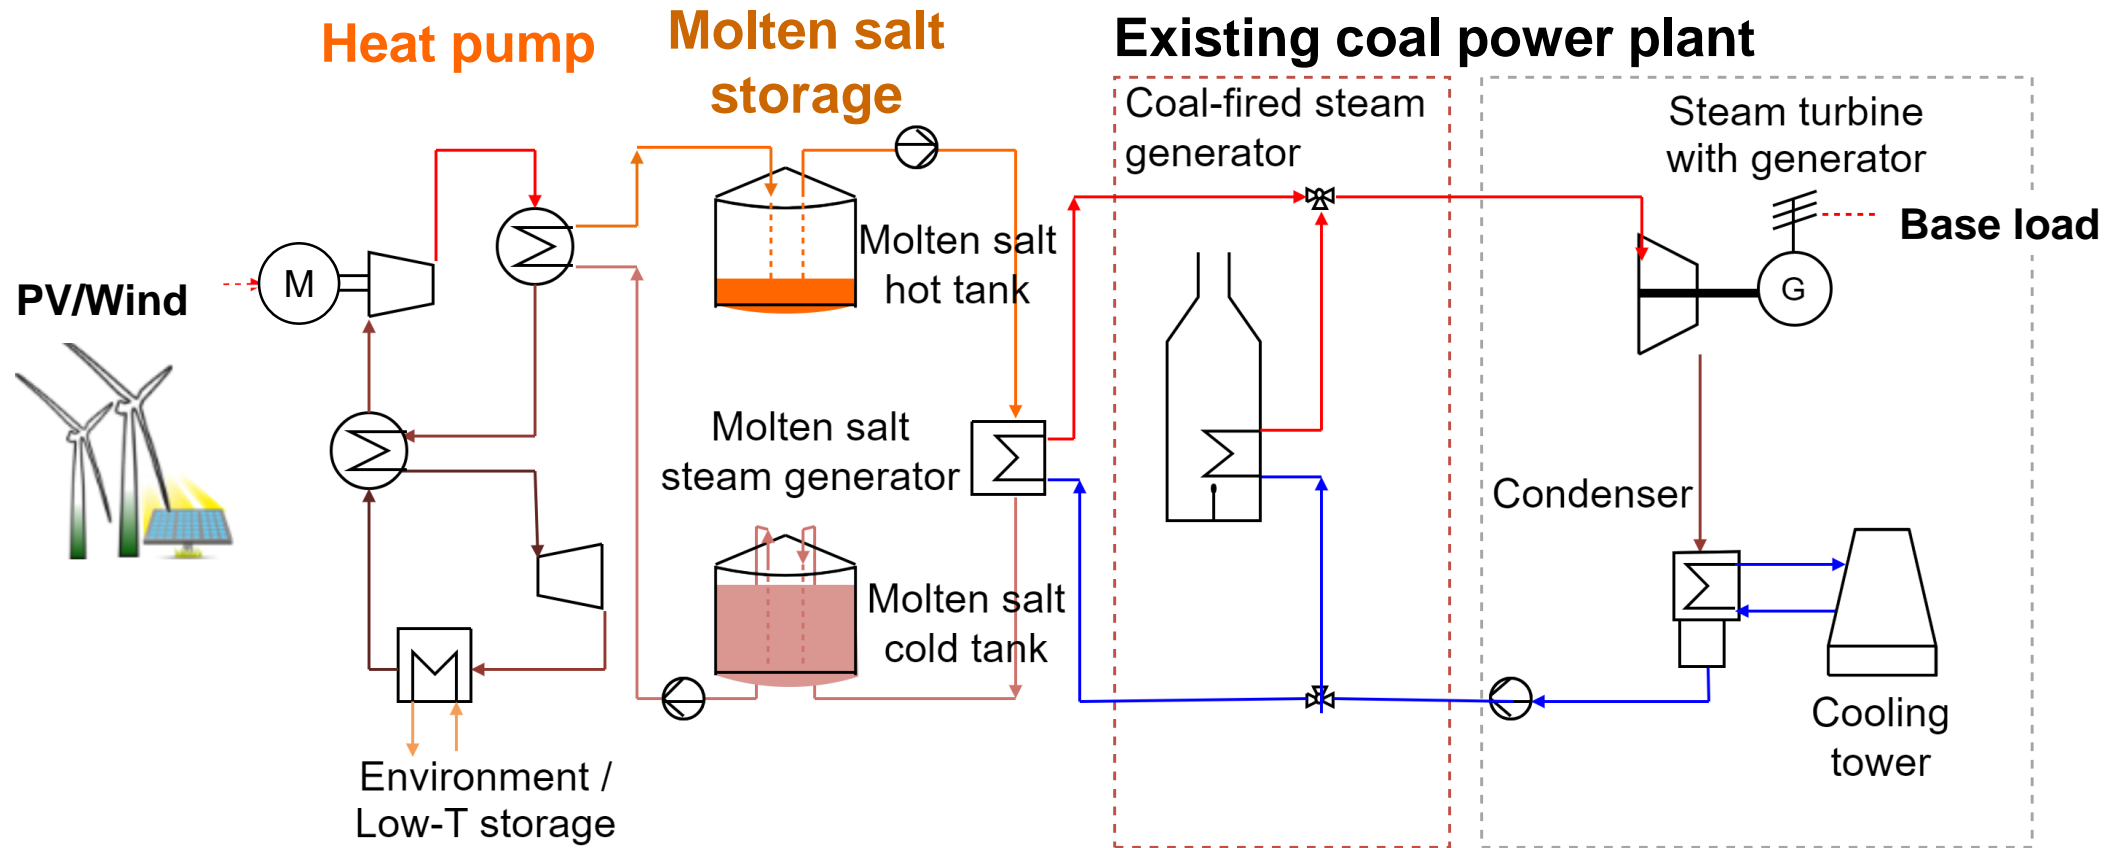 Heat pump
Molten salt
storage
Existing coal power plant
Coal-fired steam
generator
Steam turbine
with generator
Base load
G
Molten salt
hot tank
M
PV/Wind
Molten salt
steam generator
Condenser
Molten salt
cold tank
Cooling
tower
Environment /
Low-T storage